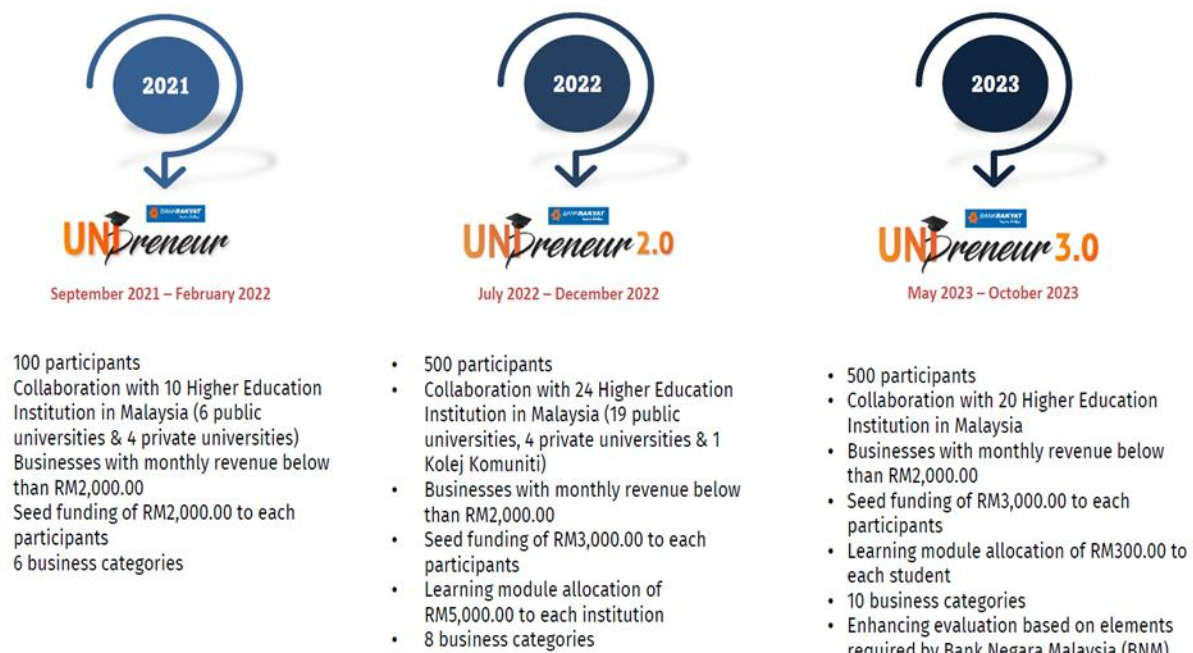 2021
BANK RAKYAT
UNIpreneur
September 2021 – February 2022
100 participants
Collaboration with 10 Higher Education
Institution in Malaysia (6 public
universities & 4 private universities)
Businesses with monthly revenue below
than RM2,000.00
Seed funding of RM2,000.00 to each
participants
6 business categories
2022
BANK RAKYAT
UNIpreneur 2.0
July 2022 – December 2022
• 500 participants
• Collaboration with 24 Higher Education
Institution in Malaysia (19 public
universities, 4 private universities & 1
Kolej Komuniti)
• Businesses with monthly revenue below
than RM2,000.00
• Seed funding of RM3,000.00 to each
participants
• Learning module allocation of
RM5,000.00 to each institution
• 8 business categories
2023
BANK RAKYAT
UNIpreneur 3.0
May 2023 – October 2023
• 500 participants
• Collaboration with 20 Higher Education
Institution in Malaysia
• Businesses with monthly revenue below
than RM2,000.00
• Seed funding of RM3,000.00 to each
participants
• Learning module allocation of RM300.00 to
each student
• 10 business categories
• Enhancing evaluation based on elements
required by Bank Negara Malaysia (BNM)